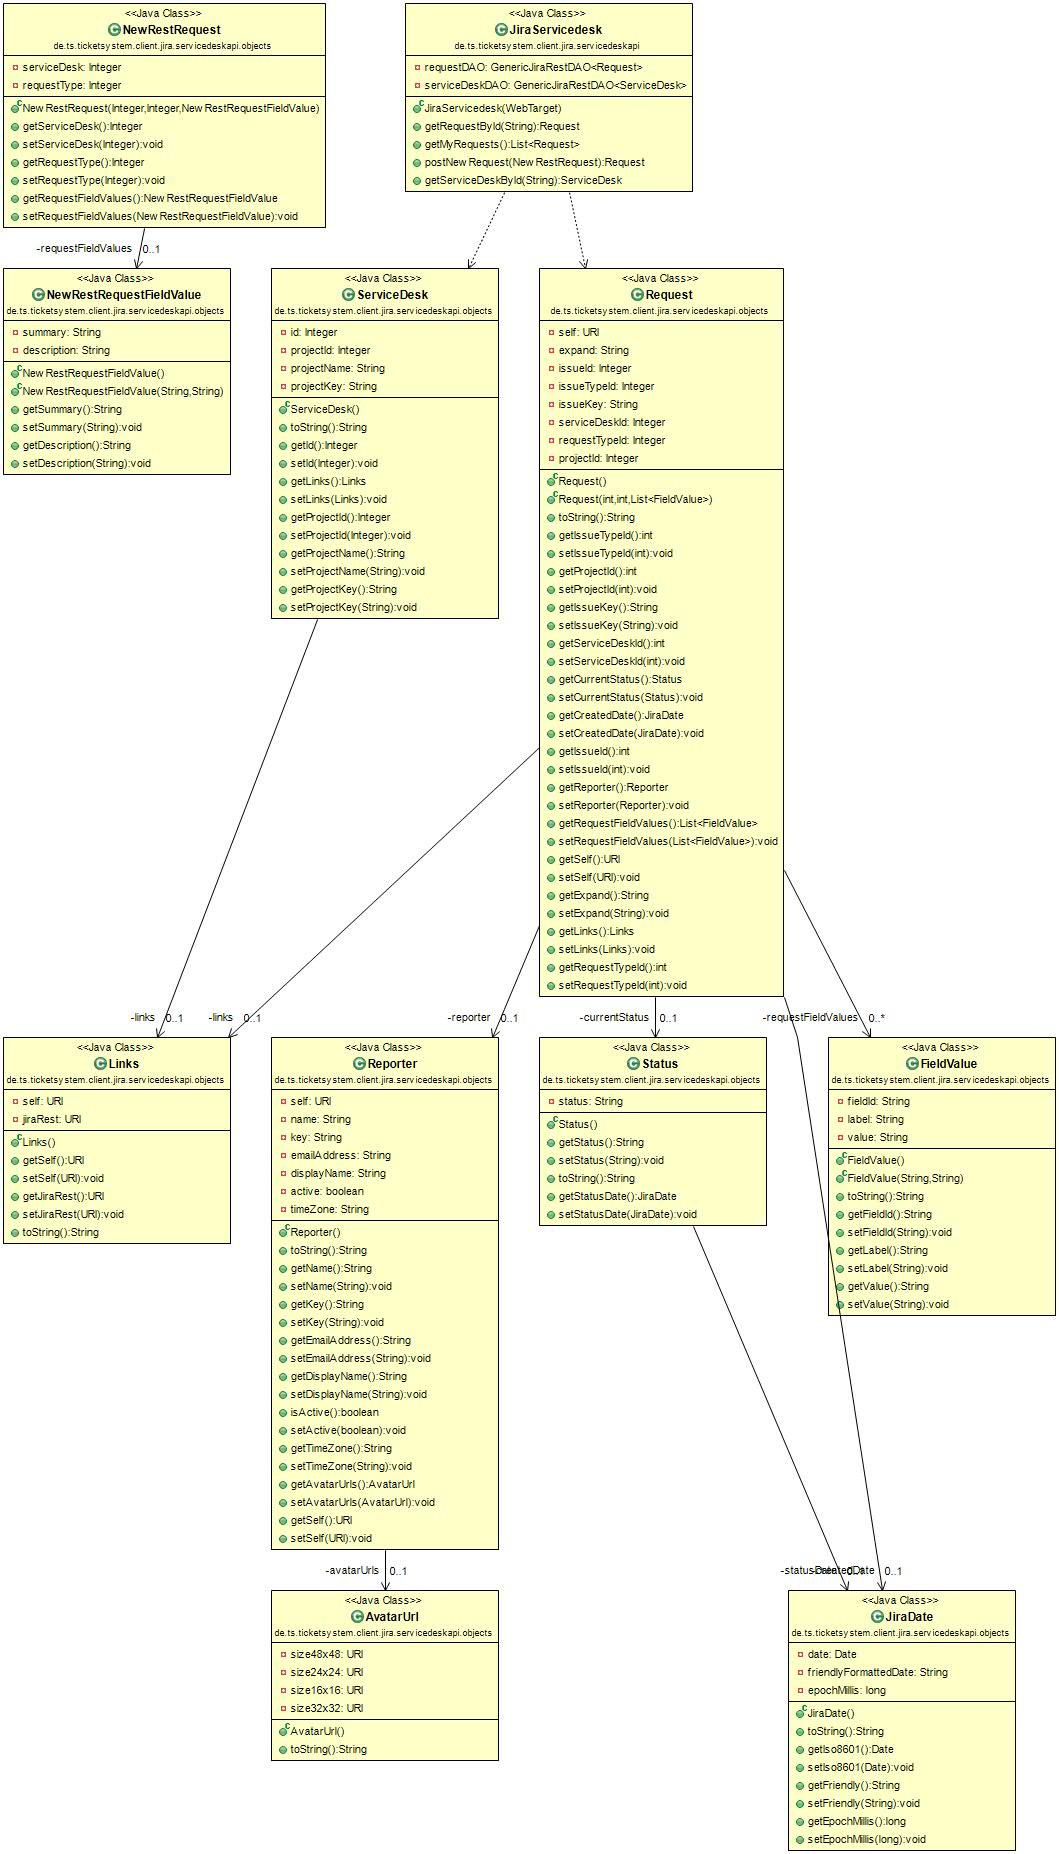 <<Java Class>>
NewRestRequest
de.ts.ticketsystem.client.jira.servicedeskapi.objects
serviceDesk: Integer
requestType: Integer
NewRestRequest(Integer,Integer,NewRestRequestFieldValue)
getServiceDesk():Integer
setServiceDesk(Integer):void
getRequestType():Integer
setRequestType(Integer):void
getRequestFieldValues():NewRestRequestFieldValue
setRequestFieldValues(NewRestRequestFieldValue):void
<<Java Class>>
JiraServicedesk
de.ts.ticketsystem.client.jira.servicedeskapi
requestDAO: GenericJiraRestDAO<Request>
serviceDeskDAO: GenericJiraRestDAO<ServiceDesk>
JiraServicedesk(WebTarget)
getRequestById(String):Request
getMyRequests():List<Request>
postNewRequest(NewRestRequest):Request
getServiceDeskById(String):ServiceDesk
-requestFieldValues 0..1
<<Java Class>>
NewRestRequestFieldValue
de.ts.ticketsystem.client.jira.servicedeskapi.objects
summary: String
description: String
NewRestRequestFieldValue()
NewRestRequestFieldValue(String,String)
getSummary():String
setSummary(String):void
getDescription():String
setDescription(String):void
<<Java Class>>
ServiceDesk
de.ts.ticketsystem.client.jira.servicedeskapi.objects
id: Integer
projectId: Integer
projectName: String
projectKey: String
ServiceDesk()
toString():String
getId():Integer
setId(Integer):void
getLinks():Links
setLinks(Links):void
getProjectId():Integer
setProjectId(Integer):void
getProjectName():String
setProjectName(String):void
getProjectKey():String
setProjectKey(String):void
<<Java Class>>
Request
de.ts.ticketsystem.client.jira.servicedeskapi.objects
self: URI
expand: String
issueId: Integer
issueTypeId: Integer
issueKey: String
serviceDeskId: Integer
requestTypeId: Integer
projectId: Integer
Request()
Request(int,int,List<FieldValue>)
toString():String
getIssueTypeId():int
setIssueTypeId(int):void
getProjectId():int
setProjectId(int):void
getIssueKey():String
setIssueKey(String):void
getServiceDeskId():int
setServiceDeskId(int):void
getCurrentStatus():Status
setCurrentStatus(Status):void
getCreatedDate():JiraDate
setCreatedDate(JiraDate):void
getIssueId():int
setIssueId(int):void
getReporter():Reporter
setReporter(Reporter):void
getRequestFieldValues():List<FieldValue>
setRequestFieldValues(List<FieldValue>):void
getSelf():URI
setSelf(URI):void
getExpand():String
setExpand(String):void
getLinks():Links
setLinks(Links):void
getRequestTypeId():int
setRequestTypeId(int):void
-links 0..1
-links 0..1
-reporter 0..1
-currentStatus 0..1
-requestFieldValues 0..*
<<Java Class>>
Links
de.ts.ticketsystem.client.jira.servicedeskapi.objects
self: URI
jiraRest: URI
Links()
getSelf():URI
setSelf(URI):void
getJiraRest():URI
setJiraRest(URI):void
toString():String
<<Java Class>>
Reporter
de.ts.ticketsystem.client.jira.servicedeskapi.objects
self: URI
name: String
key: String
emailAddress: String
displayName: String
active: boolean
timeZone: String
Reporter()
toString():String
getName():String
setName(String):void
getKey():String
setKey(String):void
getEmailAddress():String
setEmailAddress(String):void
getDisplayName():String
setDisplayName(String):void
isActive():boolean
setActive(boolean):void
getTimeZone():String
setTimeZone(String):void
getAvatarUrls():AvatarUrl
setAvatarUrls(AvatarUrl):void
getSelf():URI
setSelf(URI):void
<<Java Class>>
Status
de.ts.ticketsystem.client.jira.servicedeskapi.objects
status: String
Status()
getStatus():String
setStatus(String):void
toString():String
getStatusDate():JiraDate
setStatusDate(JiraDate):void
<<Java Class>>
FieldValue
de.ts.ticketsystem.client.jira.servicedeskapi.objects
fieldId: String
label: String
value: String
FieldValue()
FieldValue(String,String)
toString():String
getFieldId():String
setFieldId(String):void
getLabel():String
setLabel(String):void
getValue():String
setValue(String):void
-avatarUrls 0..1
-statusDate 0..1
-createdDate 0..1
<<Java Class>>
AvatarUrl
de.ts.ticketsystem.client.jira.servicedeskapi.objects
size48x48: URI
size24x24: URI
size16x16: URI
size32x32: URI
AvatarUrl()
toString():String
<<Java Class>>
JiraDate
de.ts.ticketsystem.client.jira.servicedeskapi.objects
date: Date
friendlyFormattedDate: String
epochMillis: long
JiraDate()
toString():String
getIso8601():Date
setIso8601(Date):void
getFriendly():String
setFriendly(String):void
getEpochMillis():long
setEpochMillis(long):void